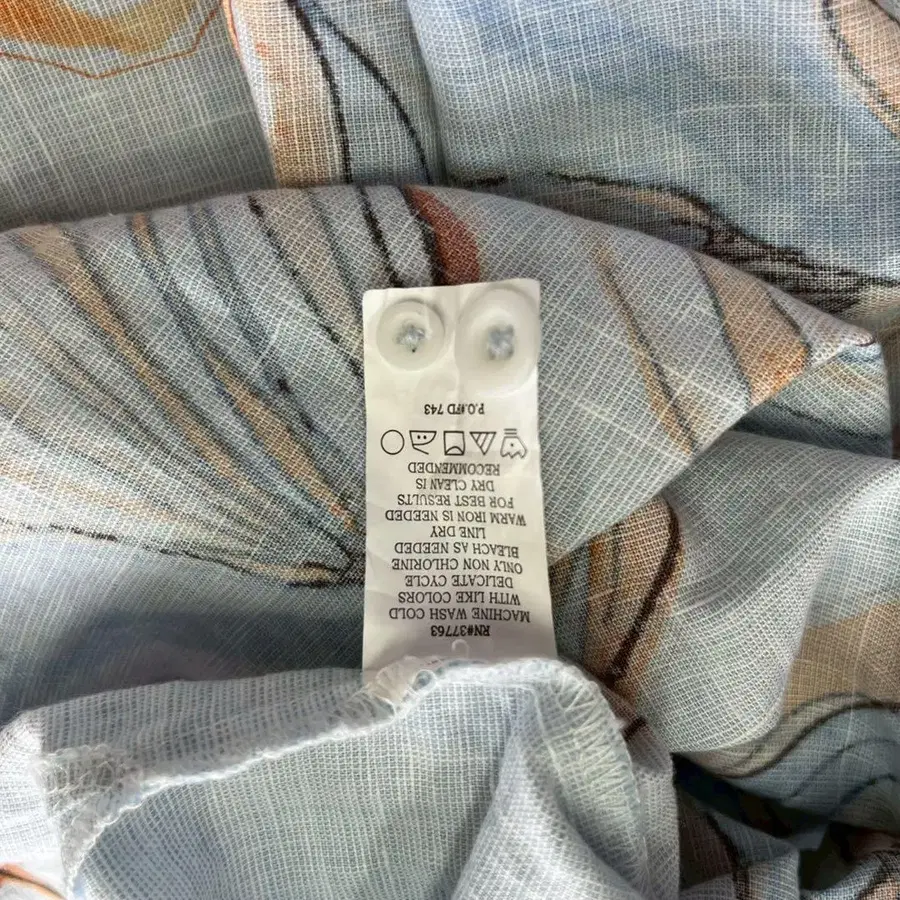 RN#37763
MACHINE WASH COLD
WITH LIKE COLORS
DELICATE CYCLE
ONLY NON CHLORINE
BLEACH AS NEEDED
LINE DRY
WARM IRON IS NEEDED
FOR BEST RESULTS
DRY CLEAN IS
RECOMMENDED
P.O.#FD 743